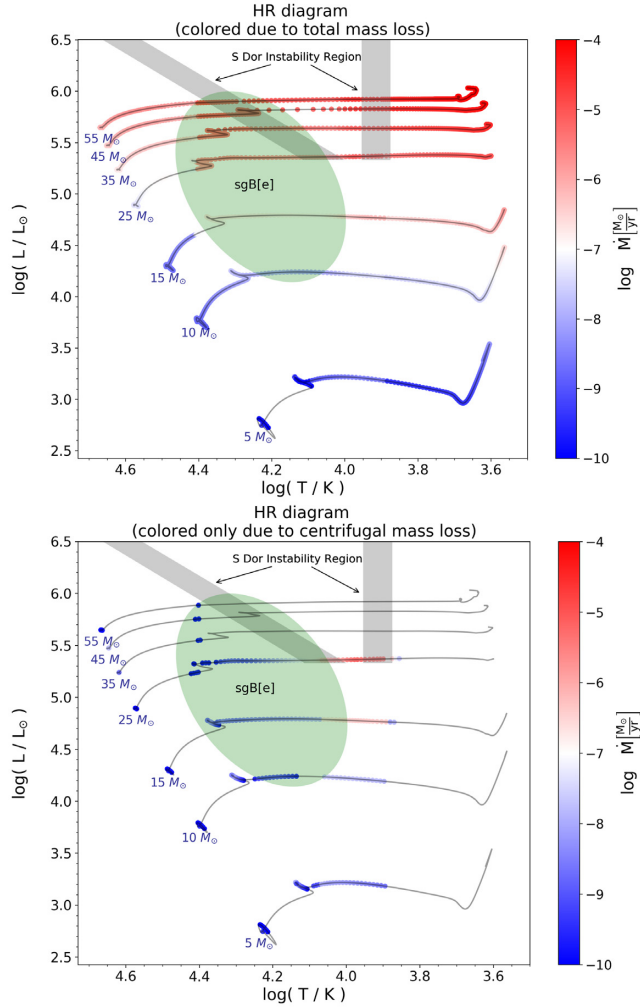 HR diagram
(colored due to total mass loss)
6.5
6.0
5.5
5.0
4.5
4.0
3.5
3.0
2.5
log( L / L⊙ )
S Dor Instability Region
55 M⊙
45 M⊙
35 M⊙
25 M⊙
sgB[e]
15 M⊙
10 M⊙
5 M⊙
4.6
4.4
4.2
4.0
3.8
3.6
log( T / K )
−4
−5
−6
−7
−8
−9
−10
log Ṁ[M⊙/yr]
HR diagram
(colored only due to centrifugal mass loss)
6.5
6.0
5.5
5.0
4.5
4.0
3.5
3.0
2.5
log( L / L⊙ )
S Dor Instability Region
55 M⊙
45 M⊙
35 M⊙
25 M⊙
sgB[e]
15 M⊙
10 M⊙
5 M⊙
4.6
4.4
4.2
4.0
3.8
3.6
log( T / K )
−4
−5
−6
−7
−8
−9
−10
log Ṁ[M⊙/yr]